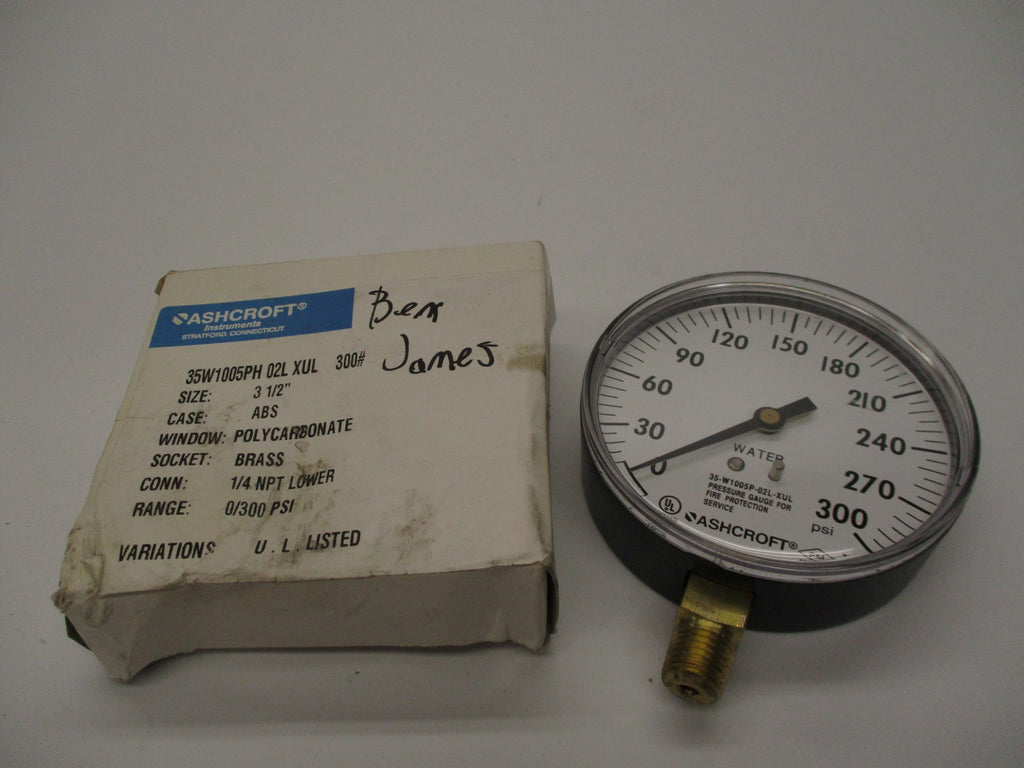 ASHCROFT®
Instruments
STRATFORD, CONNECTICUT
Ben
James
35W1005PH 02L XUL 300#
SIZE: 3 1/2"
CASE: ABS
WINDOW: POLYCARBONATE
SOCKET: BRASS
CONN: 1/4 NPT LOWER
RANGE: 0/300 PSI
VARIATIONS U.L. LISTED
0
30
60
90
120
150
180
210
240
270
300
psi
WATER
35-W1005P-02L-XUL
PRESSURE GAUGE FOR
FIRE PROTECTION
SERVICE
UL
ASHCROFT®